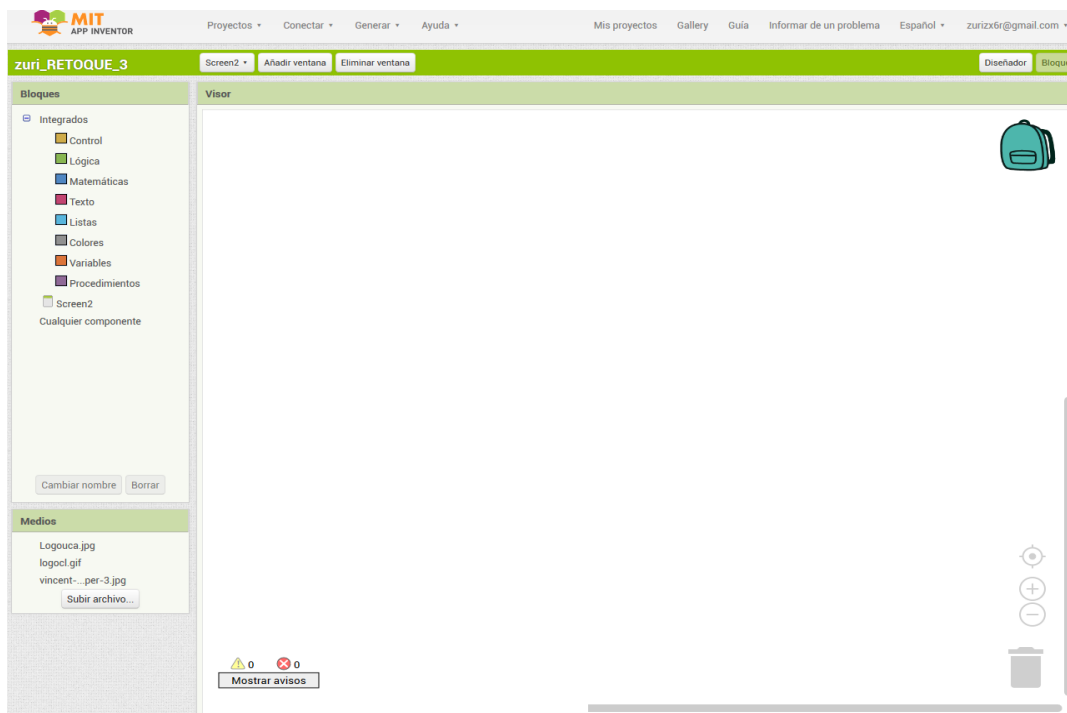 MIT
APP INVENTOR
Proyectos Conectar Generar Ayuda Mis proyectos Gallery Guía Informar de un problema Español zurizx6r@gmail.com
zuri_RETOQUE_3 Screen2 Añadir ventana Eliminar ventana Diseñador Bloque
Bloques Visor
Integrados
Control
Lógica
Matemáticas
Texto
Listas
Colores
Variables
Procedimientos
Screen2
Cualquier componente
Cambiar nombre Borrar
Medios
Logouca.jpg
logocl.gif
vincent-...per-3.jpg
Subir archivo...
0 0
Mostrar avisos